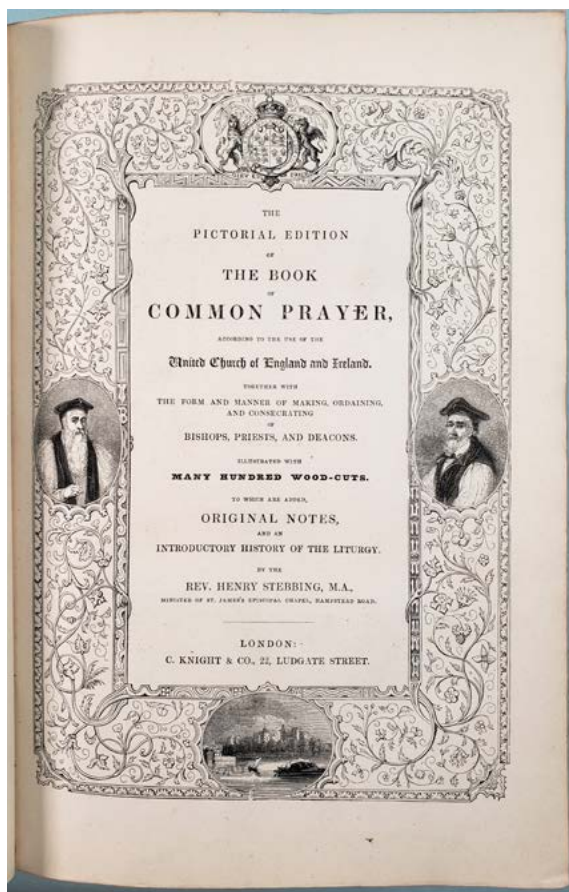 THE
PICTORIAL EDITION
OF
THE BOOK
OF
COMMON PRAYER,
ACCORDING TO THE USE OF THE
United Church of England and Ireland.
TOGETHER WITH
THE FORM AND MANNER OF MAKING, ORDAINING,
AND CONSECRATING
OF
BISHOPS, PRIESTS, AND DEACONS.
ILLUSTRATED WITH
MANY HUNDRED WOOD-CUTS.
TO WHICH ARE ADDED,
ORIGINAL NOTES,
AND AN
INTRODUCTORY HISTORY OF THE LITURGY.
BY THE
REV. HENRY STEBBING, M.A.,
MINISTER OF ST. JAMES'S EPISCOPAL CHAPEL, HAMPSTEAD ROAD.
LONDON:
C. KNIGHT & CO., 22, LUDGATE STREET.